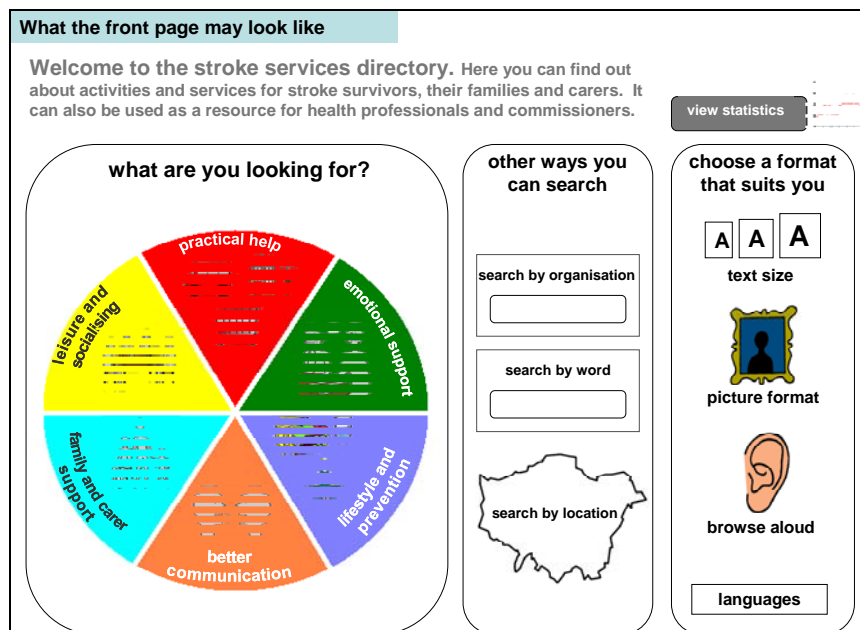 What the front page may look like
Welcome to the stroke services directory. Here you can find out
about activities and services for stroke survivors, their families and carers. It
can also be used as a resource for health professionals and commissioners.
view statistics
what are you looking for?
practical help
emotional support
lifestyle and
prevention
better
communication
family and carer
support
leisure and
socialising
other ways you
can search
search by organisation
search by word
search by location
choose a format
that suits you
A A A
text size
picture format
browse aloud
languages